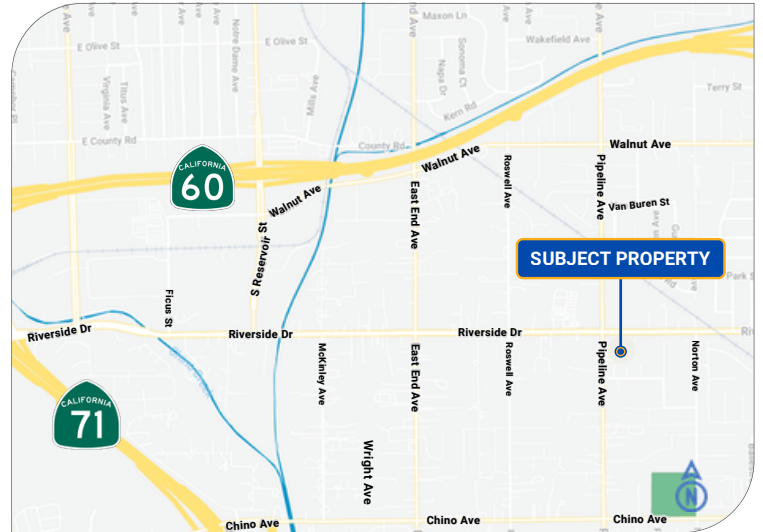 Maxon Ln
E Olive St
E Olive St
Wakefield Ave
Notre Dame Ave
Sonoma Ct
Napa Dr
Mills Ave
Titus Ave
Virginia Ave
Terry St
Kern Rd
E County Rd
County Rd
Walnut Ave
Walnut Ave
CALIFORNIA
60
Walnut Ave
Roswell Ave
Pipeline Ave
East End Ave
Van Buren St
S Reservoir St
SUBJECT PROPERTY
Park S
Ficus St
Riverside Dr
Riverside Dr
Riverside Dr
Riv
McKinley Ave
East End Ave
Roswell Ave
Pipeline Ave
Norton Ave
CALIFORNIA
71
Wright Ave
N
Chino Ave
Chino Ave
Chino Ave